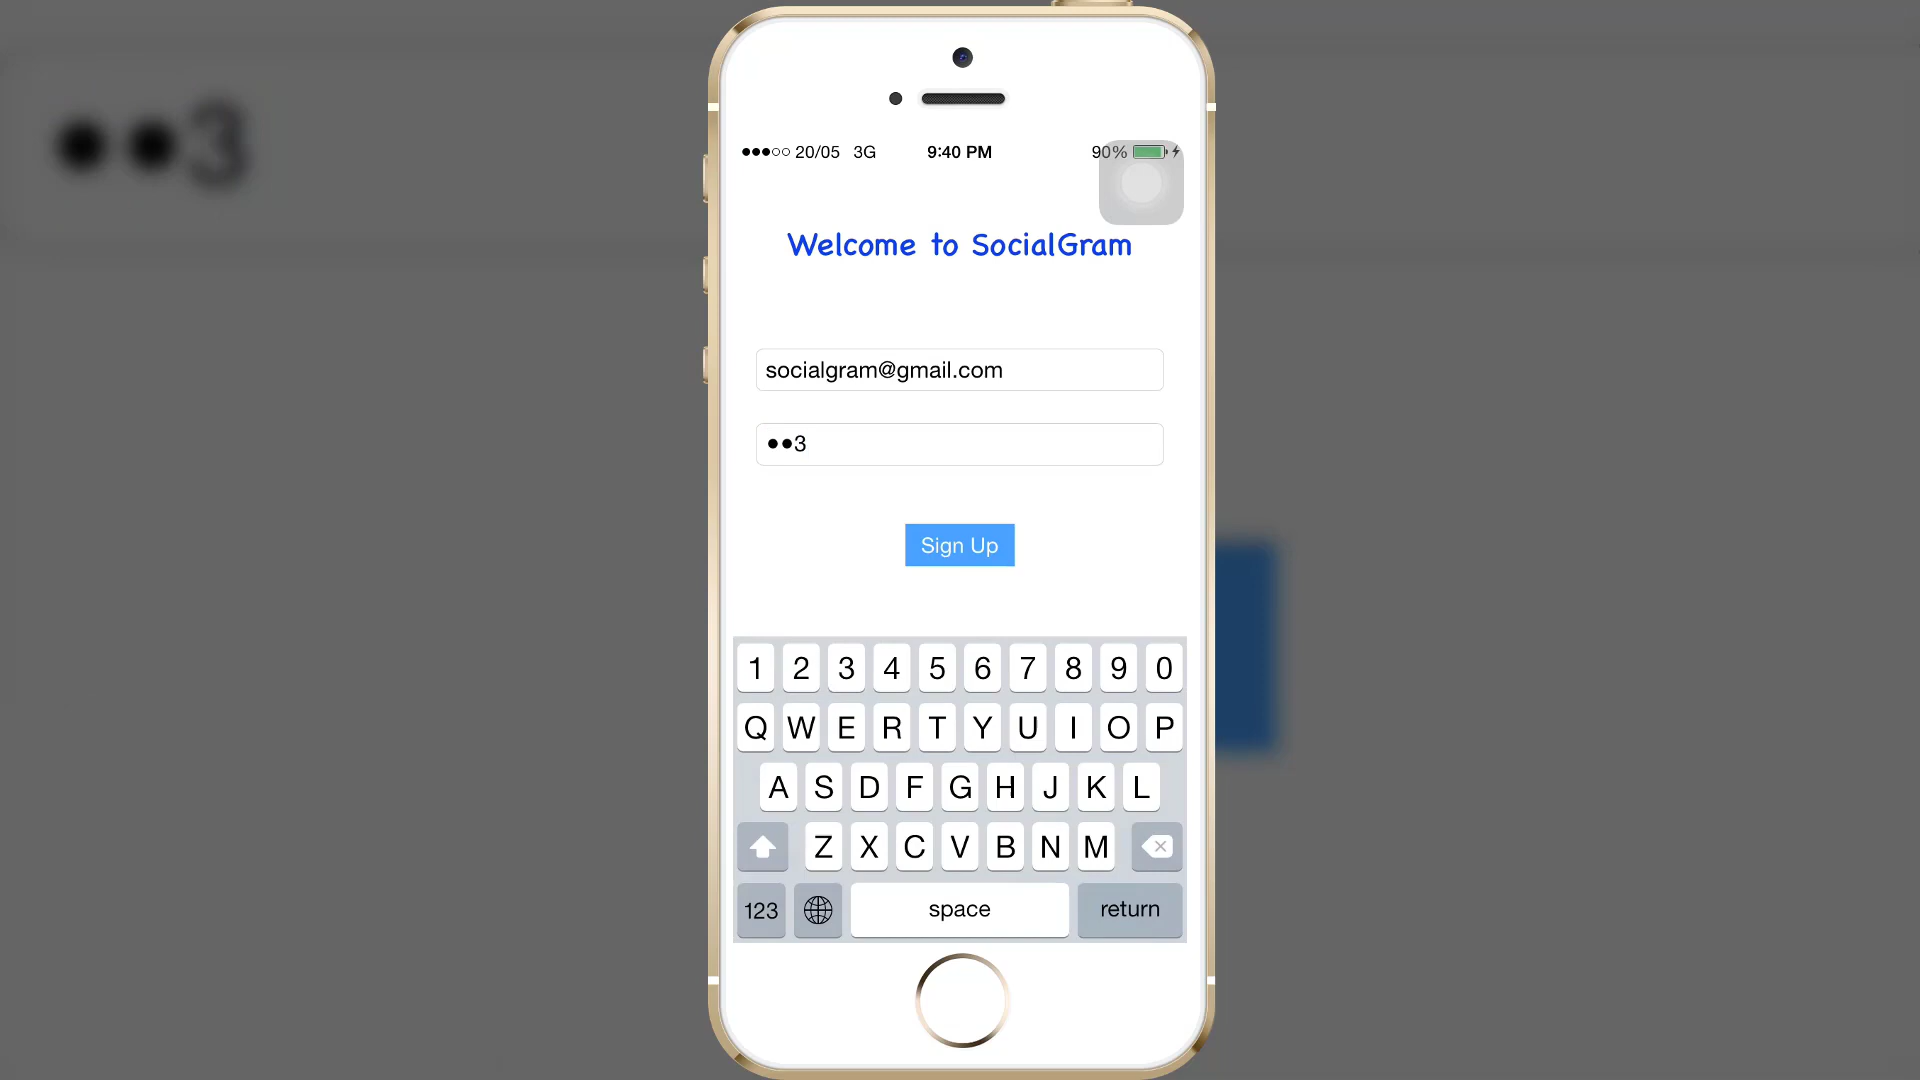 ●●3
●●●○○ 20/05 3G 9:40 PM 90%
Welcome to SocialGram
socialgram@gmail.com
●●3
Sign Up
1 2 3 4 5 6 7 8 9 0
Q W E R T Y U I O P
A S D F G H J K L
Z X C V B N M
123 space return